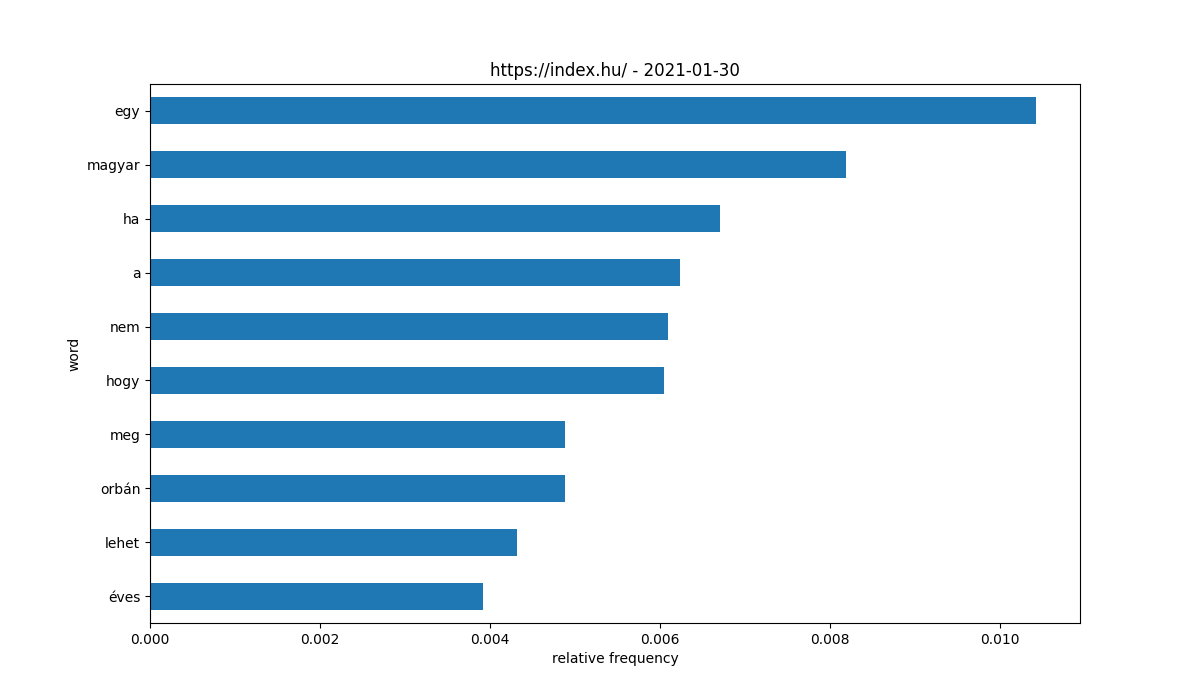 https://index.hu/ - 2021-01-30
egy
magyar
ha
a
nem
hogy
meg
orbán
lehet
éves
word
0.000 0.002 0.004 0.006 0.008 0.010
relative frequency